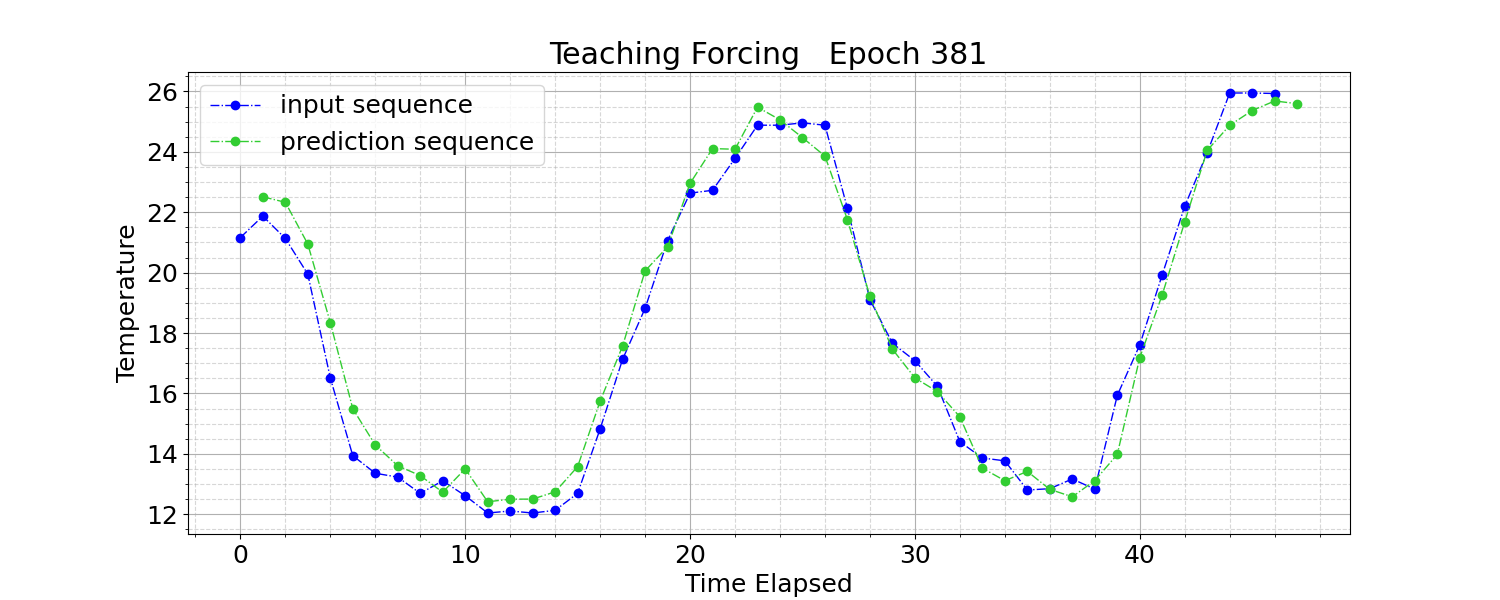 Teaching Forcing   Epoch 381
input sequence
prediction sequence
Temperature
26
24
22
20
18
16
14
12
0 10 20 30 40
Time Elapsed